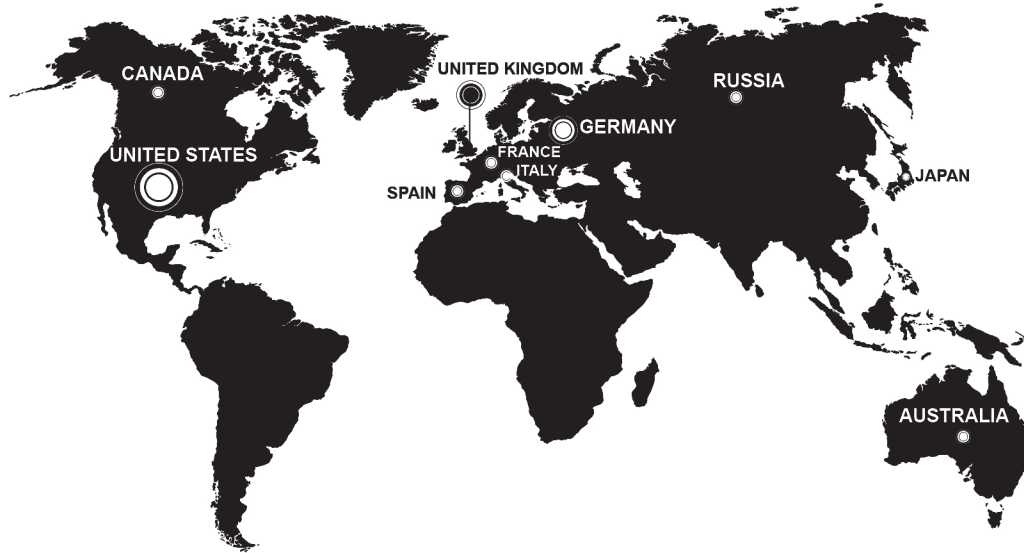 UNITED KINGDOM
CANADA
RUSSIA
GERMANY
FRANCE
UNITED STATES
ITALY
JAPAN
SPAIN
AUSTRALIA